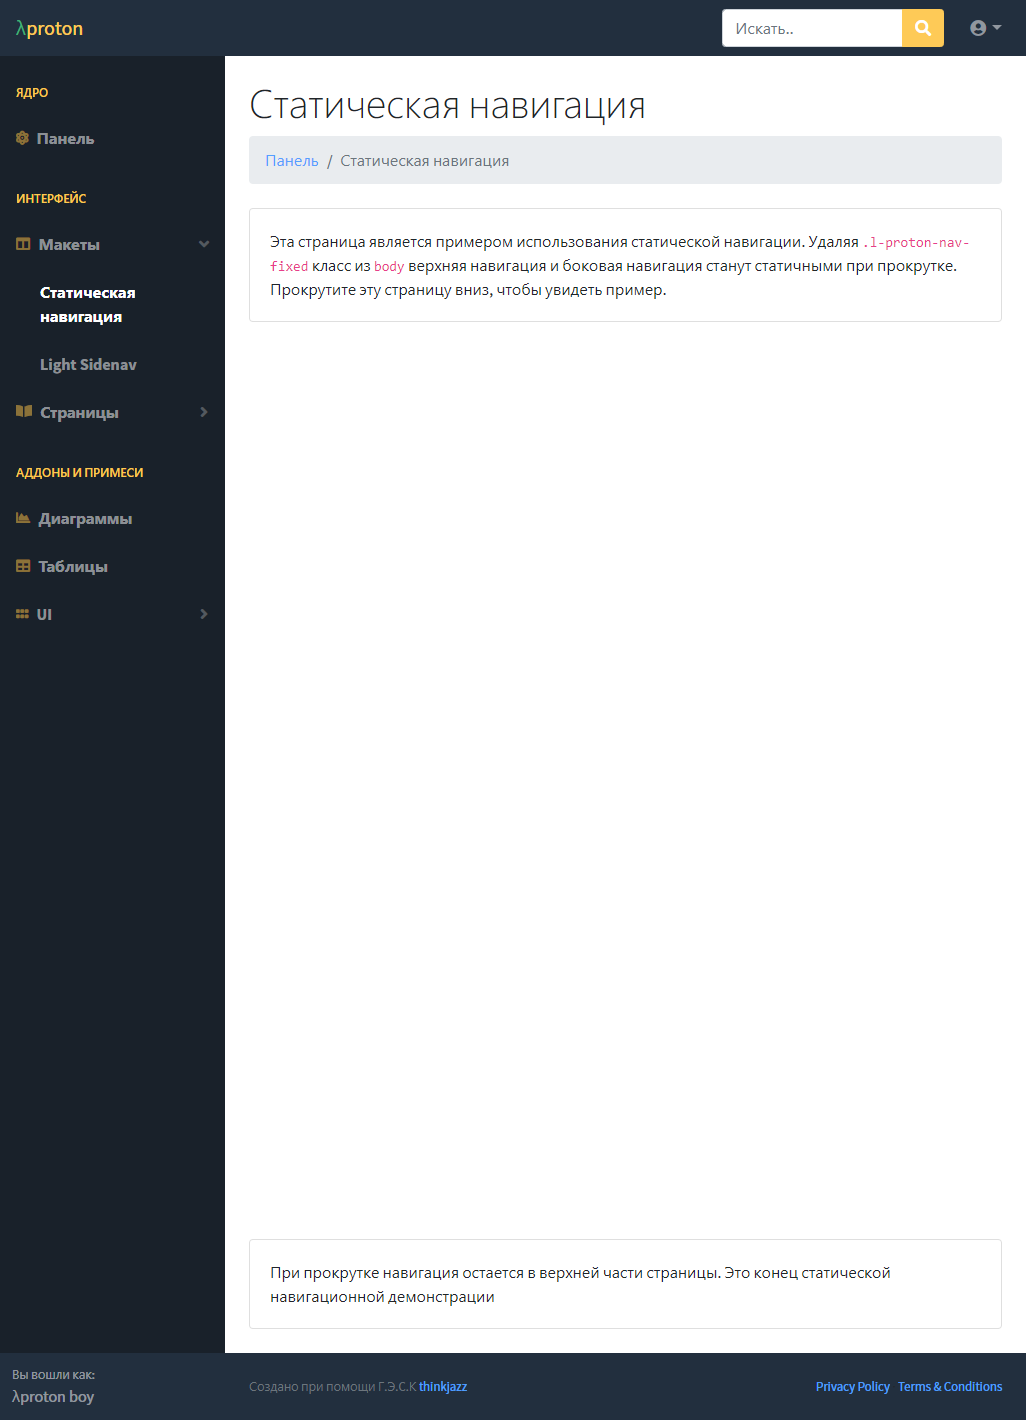 λproton
Искать..
ЯДРО
Панель
ИНТЕРФЕЙС
Макеты
Статическая
навигация
Light Sidenav
Страницы
АДДОНЫ И ПРИМЕСИ
Диаграммы
Таблицы
UI
Вы вошли как:
λproton boy
Статическая навигация
Панель / Статическая навигация
Эта страница является примером использования статической навигации. Удаляя .l-proton-nav-
fixed класс из body верхняя навигация и боковая навигация станут статичными при прокрутке.
Прокрутите эту страницу вниз, чтобы увидеть пример.
При прокрутке навигация остается в верхней части страницы. Это конец статической
навигационной демонстрации
Создано при помощи Г.Э.С.К thinkjazz
Privacy Policy Terms & Conditions